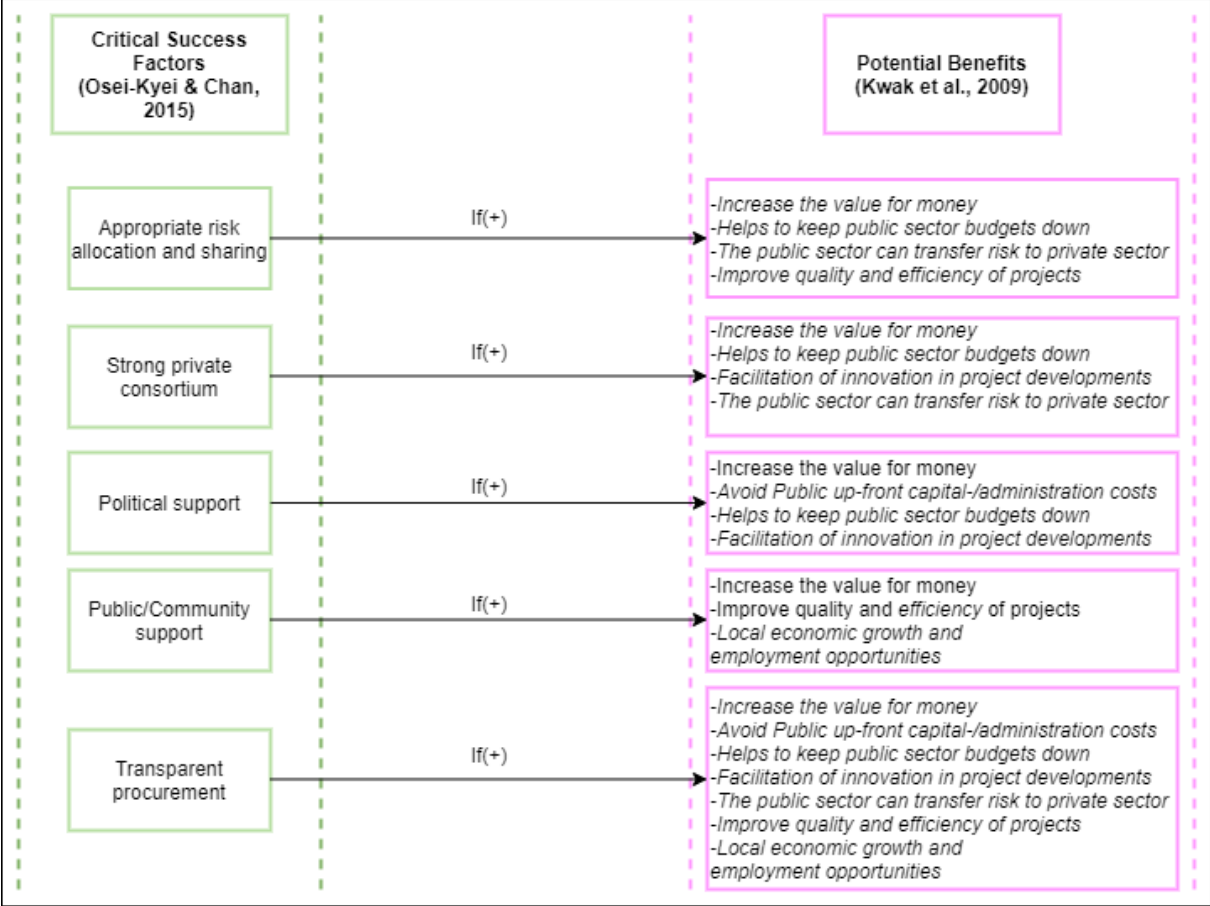 Critical Success
Factors
(Osei-Kyei & Chan,
2015)
Potential Benefits
(Kwak et al., 2009)
Appropriate risk
allocation and sharing
If(+)
-Increase the value for money
-Helps to keep public sector budgets down
-The public sector can transfer risk to private sector
-Improve quality and efficiency of projects
Strong private
consortium
If(+)
-Increase the value for money
-Helps to keep public sector budgets down
-Facilitation of innovation in project developments
-The public sector can transfer risk to private sector
Political support
If(+)
-Increase the value for money
-Avoid Public up-front capital-/administration costs
-Helps to keep public sector budgets down
-Facilitation of innovation in project developments
Public/Community
support
If(+)
-Increase the value for money
-Improve quality and efficiency of projects
-Local economic growth and
employment opportunities
Transparent
procurement
If(+)
-Increase the value for money
-Avoid Public up-front capital-/administration costs
-Helps to keep public sector budgets down
-Facilitation of innovation in project developments
-The public sector can transfer risk to private sector
-Improve quality and efficiency of projects
-Local economic growth and
employment opportunities